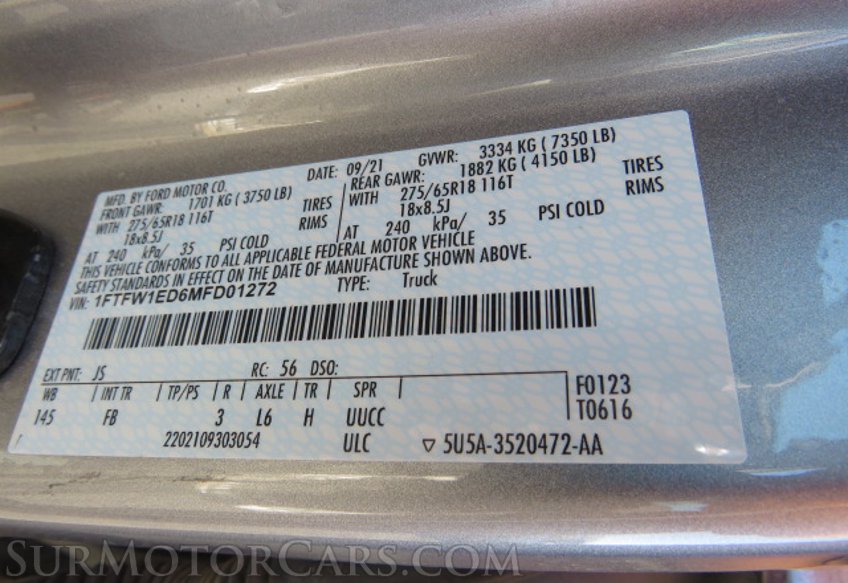 MFD. BY FORD MOTOR CO. DATE: 09/21 GVWR: 3334 KG ( 7350 LB)
FRONT GAWR: 1701 KG ( 3750 LB) REAR GAWR: 1882 KG ( 4150 LB)
WITH 275/65R18 116T TIRES WITH 275/65R18 116T TIRES
18x8.5J RIMS 18x8.5J RIMS
AT 240 kPa/ 35 PSI COLD AT 240 kPa/ 35 PSI COLD
THIS VEHICLE CONFORMS TO ALL APPLICABLE FEDERAL MOTOR VEHICLE
SAFETY STANDARDS IN EFFECT ON THE DATE OF MANUFACTURE SHOWN ABOVE.
VIN: 1FTFW1ED6MFD01272 TYPE: Truck
EXT PNT: JS RC: 56 DSO:
WB INT TR TP/PS R AXLE TR SPR F0123
145 FB 3 L6 H UUCC T0616
2202109303054 ULC ▽ 5U5A-3520472-AA
SurMotorCars.com SurMotorCars.com